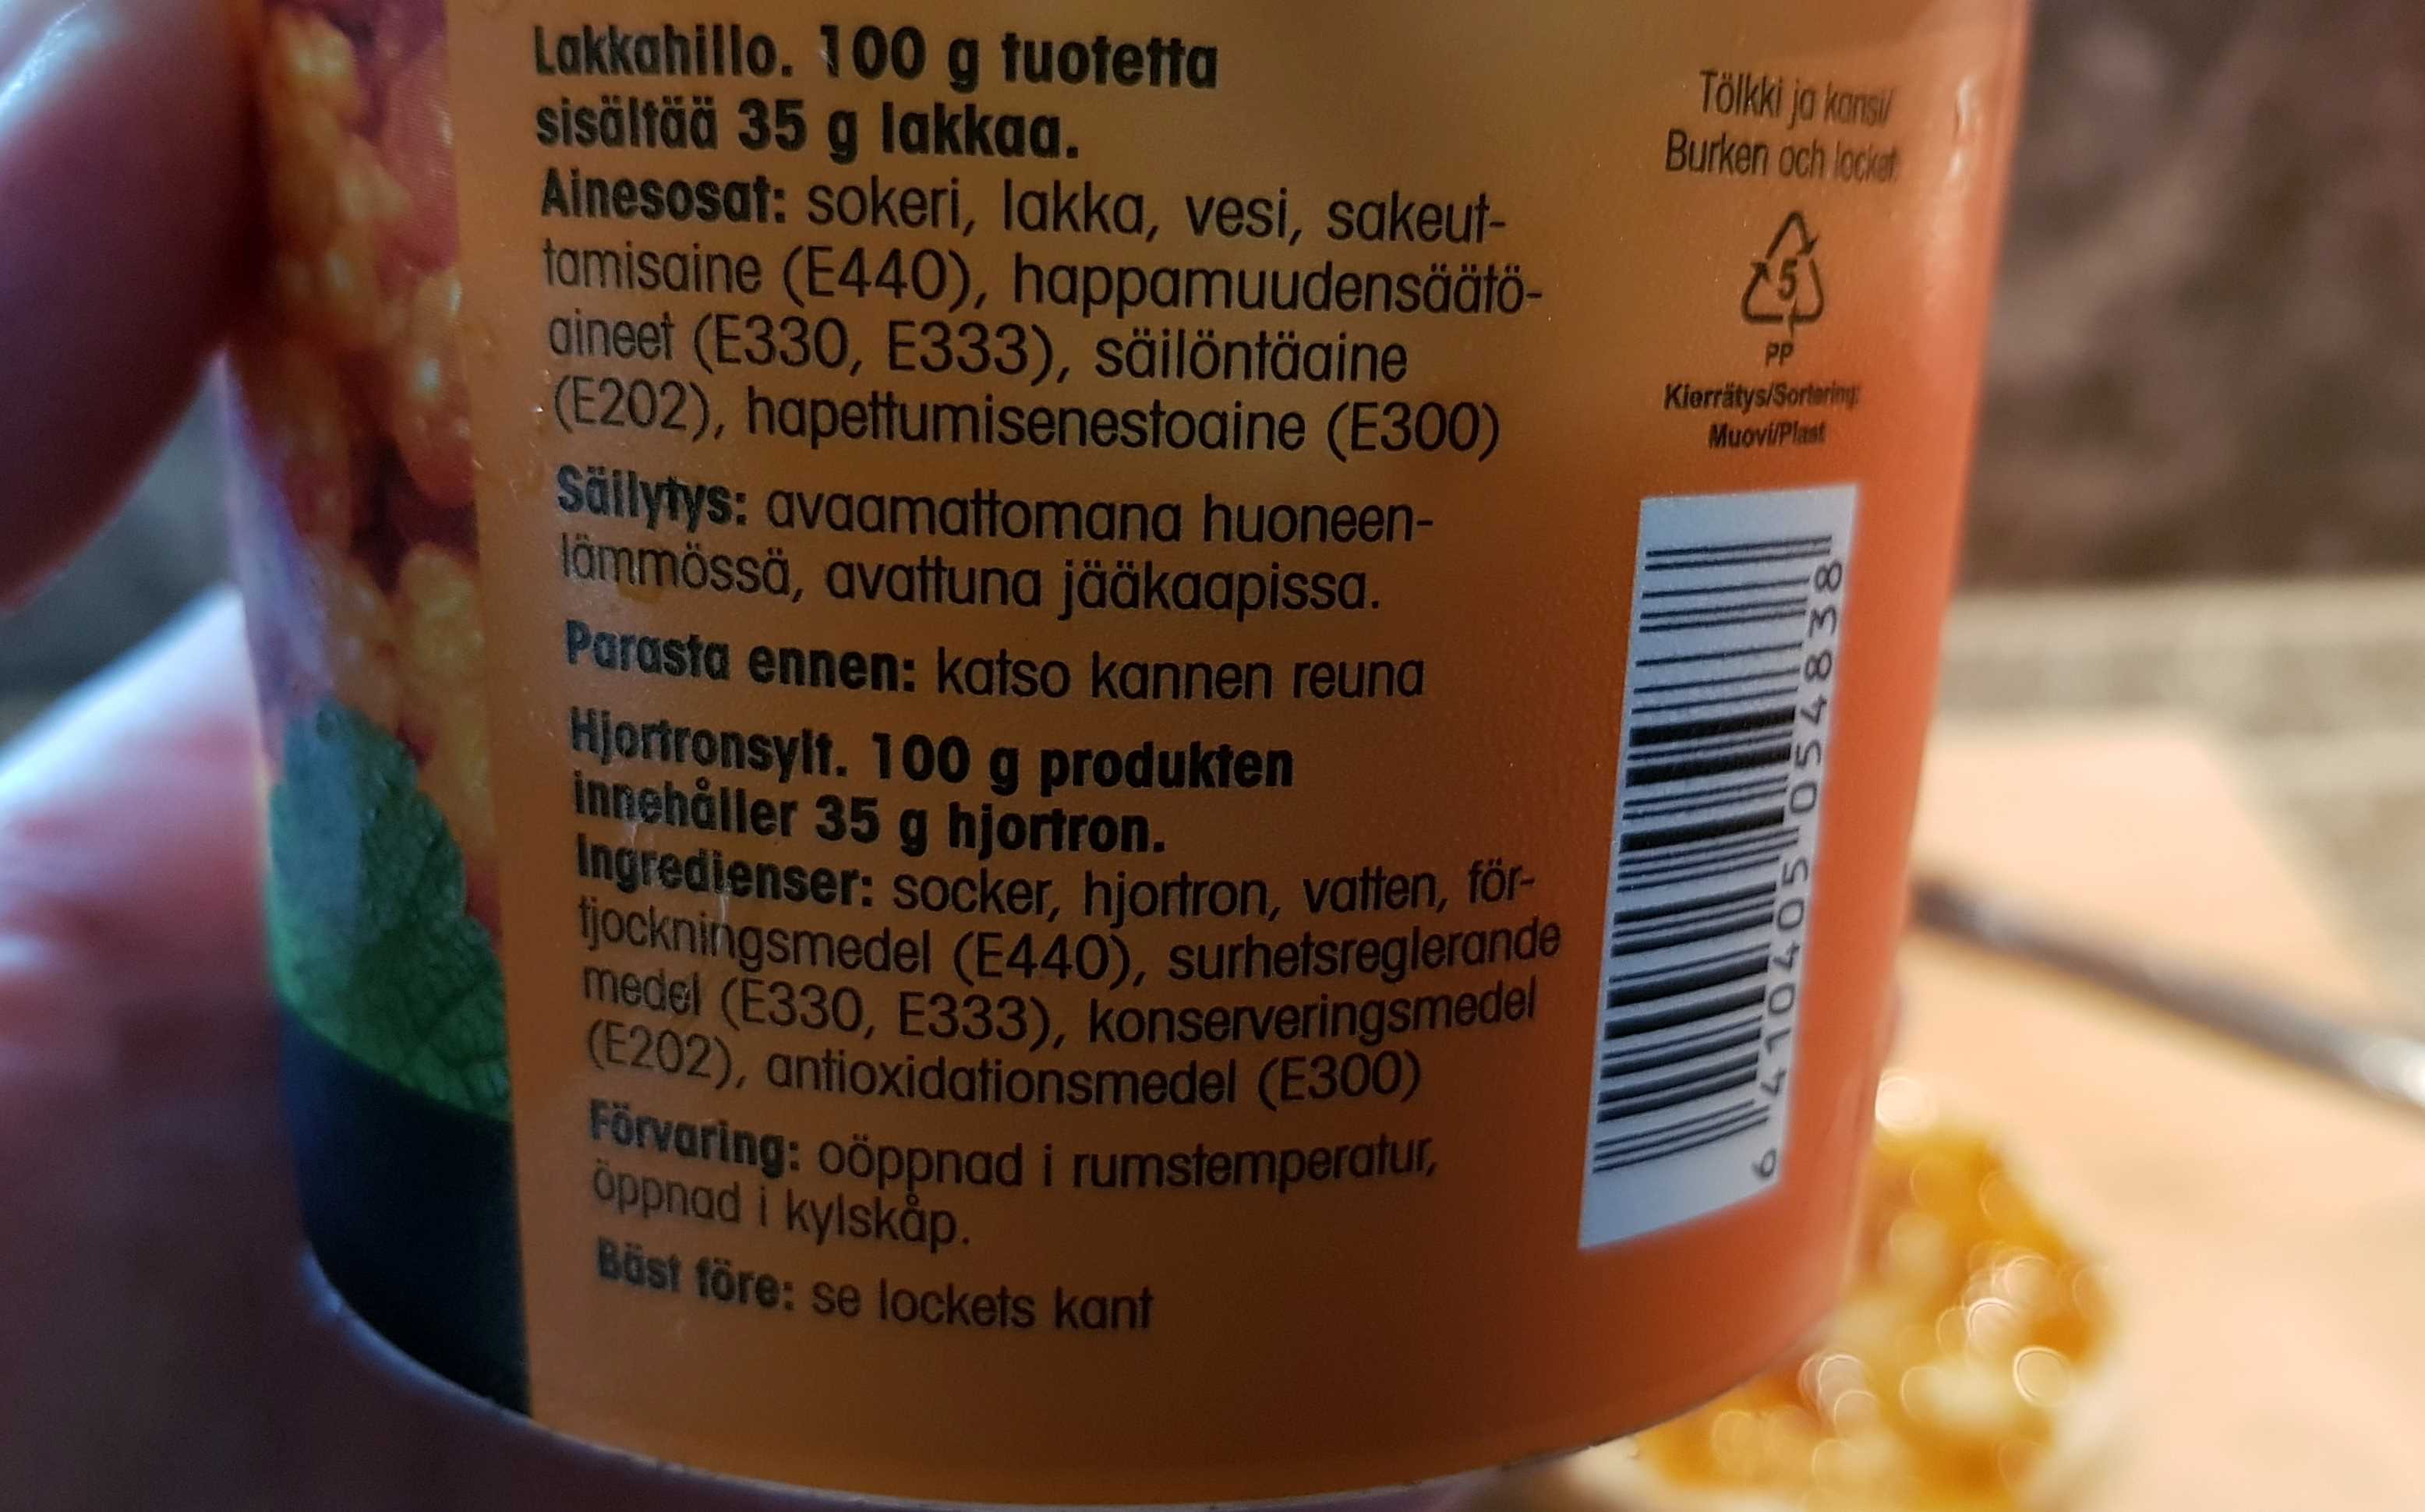 Lakkahillo. 100 g tuotetta
sisältää 35 g lakkaa.
Ainesosat: sokeri, lakka, vesi, sakeut-
tamisaine (E440), happamuudensäätö-
aineet (E330, E333), säilöntäaine
(E202), hapettumisenestoaine (E300)
Säilytys: avaamattomana huoneen-
lämmössä, avattuna jääkaapissa.
Parasta ennen: katso kannen reuna
Hjortronsylt. 100 g produkten
innehåller 35 g hjortron.
Ingredienser: socker, hjortron, vatten, för-
tjockningsmedel (E440), surhetsreglerande
medel (E330, E333), konserveringsmedel
(E202), antioxidationsmedel (E300)
Förvaring: oöppnad i rumstemperatur,
öppnad i kylskåp.
Bäst före: se lockets kant
Tölkki ja kansi/
Burken och locket
5
PP
Kierrätys/Sortering:
Muovi/Plast
6 410405 054838